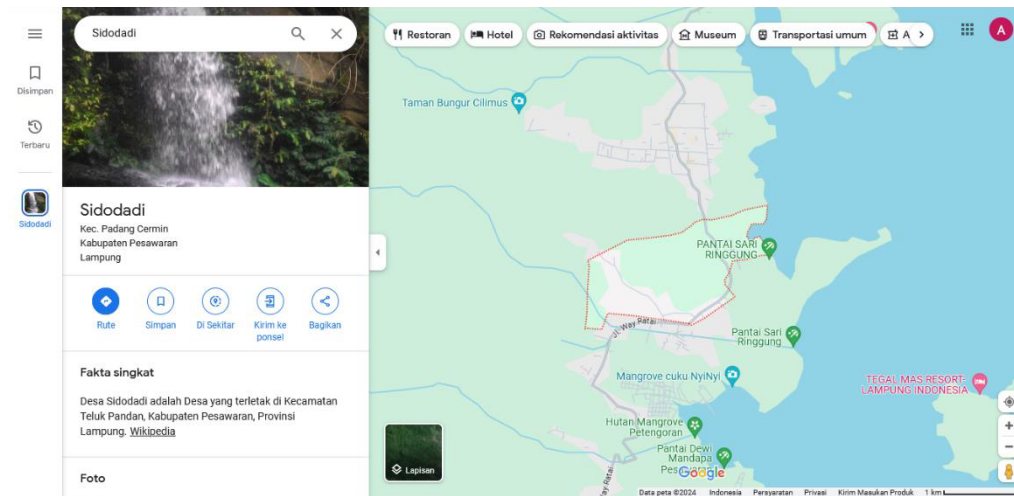 Sidodadi
Disimpan
Terbaru
Sidodadi
Sidodadi
Kec. Padang Cermin
Kabupaten Pesawaran
Lampung
Rute
Simpan
Di Sekitar
Kirim ke
ponsel
Bagikan
Fakta singkat
Desa Sidodadi adalah Desa yang terletak di Kecamatan
Teluk Pandan, Kabupaten Pesawaran, Provinsi
Lampung. Wikipedia
Foto
Restoran
Hotel
Rekomendasi aktivitas
Museum
Transportasi umum
A
A
Taman Bungur Cilimus
PANTAI SARI
RINGGUNG
Jl. Way Ratai
Pantai Sari
Ringgung
Mangrove cuku NyiNyi
TEGAL MAS RESORT-
LAMPUNG INDONESIA
Hutan Mangrove
Petengoran
Pantai Dewi
Mandapa
Pesawaran
Way Ratai
Lapisan
Google
Data peta ©2024 Indonesia Persyaratan Privasi Kirim Masukan Produk 1 km